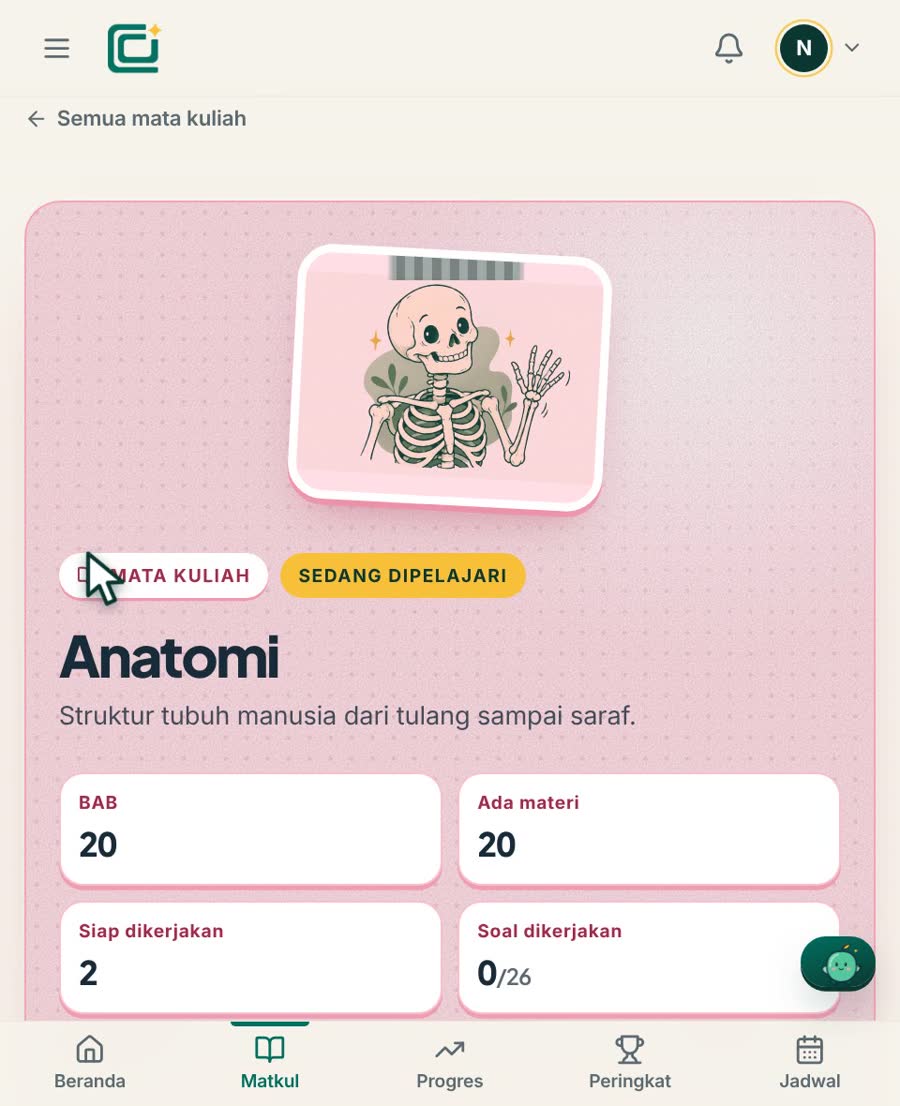 N
Semua mata kuliah
MATA KULIAH
SEDANG DIPELAJARI
Anatomi
Struktur tubuh manusia dari tulang sampai saraf.
BAB
20
Ada materi
20
Siap dikerjakan
2
Soal dikerjakan
0/26
Beranda
Matkul
Progres
Peringkat
Jadwal